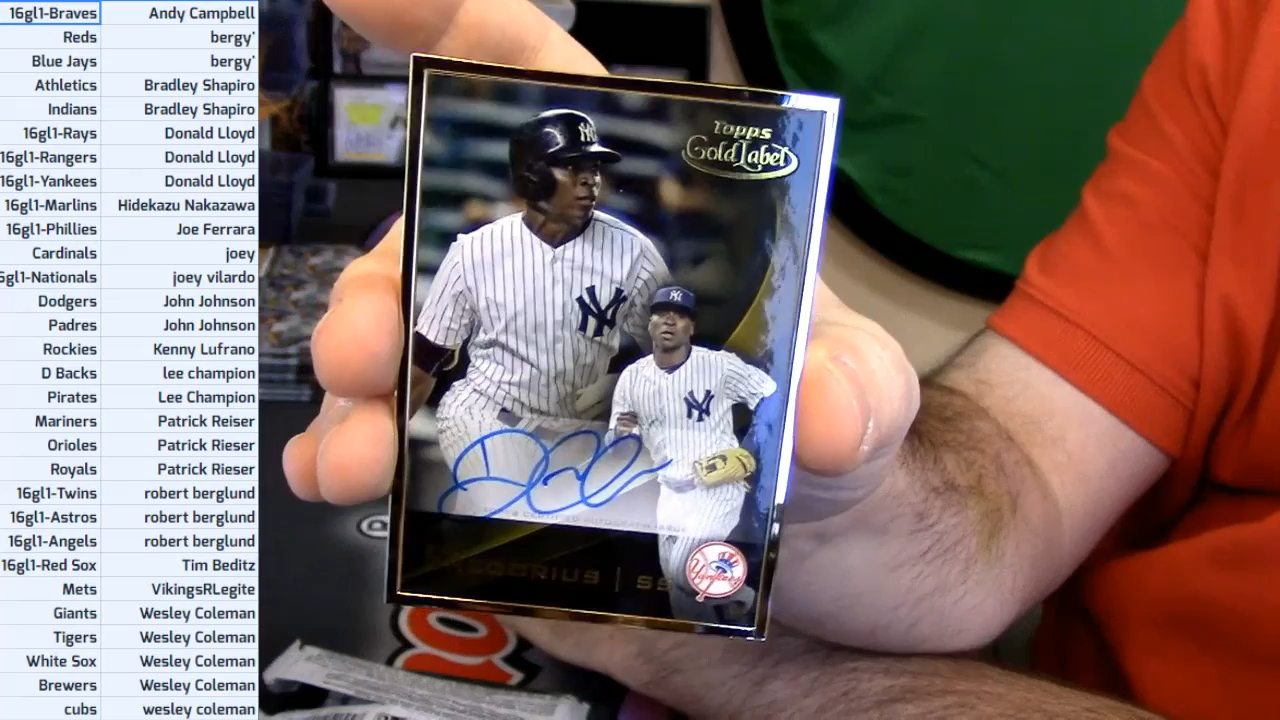 16gl1-Braves Andy Campbell
Reds bergy'
Blue Jays bergy'
Athletics Bradley Shapiro
Indians Bradley Shapiro
16gl1-Rays Donald Lloyd
16gl1-Rangers Donald Lloyd
16gl1-Yankees Donald Lloyd
16gl1-Marlins Hidekazu Nakazawa
16gl1-Phillies Joe Ferrara
Cardinals joey
6gl1-Nationals joey vilardo
Dodgers John Johnson
Padres John Johnson
Rockies Kenny Lufrano
D Backs lee champion
Pirates Lee Champion
Mariners Patrick Reiser
Orioles Patrick Rieser
Royals Patrick Rieser
16gl1-Twins robert berglund
16gl1-Astros robert berglund
16gl1-Angels robert berglund
16gl1-Red Sox Tim Beditz
Mets VikingsRLegite
Giants Wesley Coleman
Tigers Wesley Coleman
White Sox Wesley Coleman
Brewers Wesley Coleman
cubs wesley coleman
Topps
Gold Label
NY
NY
NY
NY
CERTIFIED AUTOGRAPH ISSUE
GREGORIUS | SS
Yankees